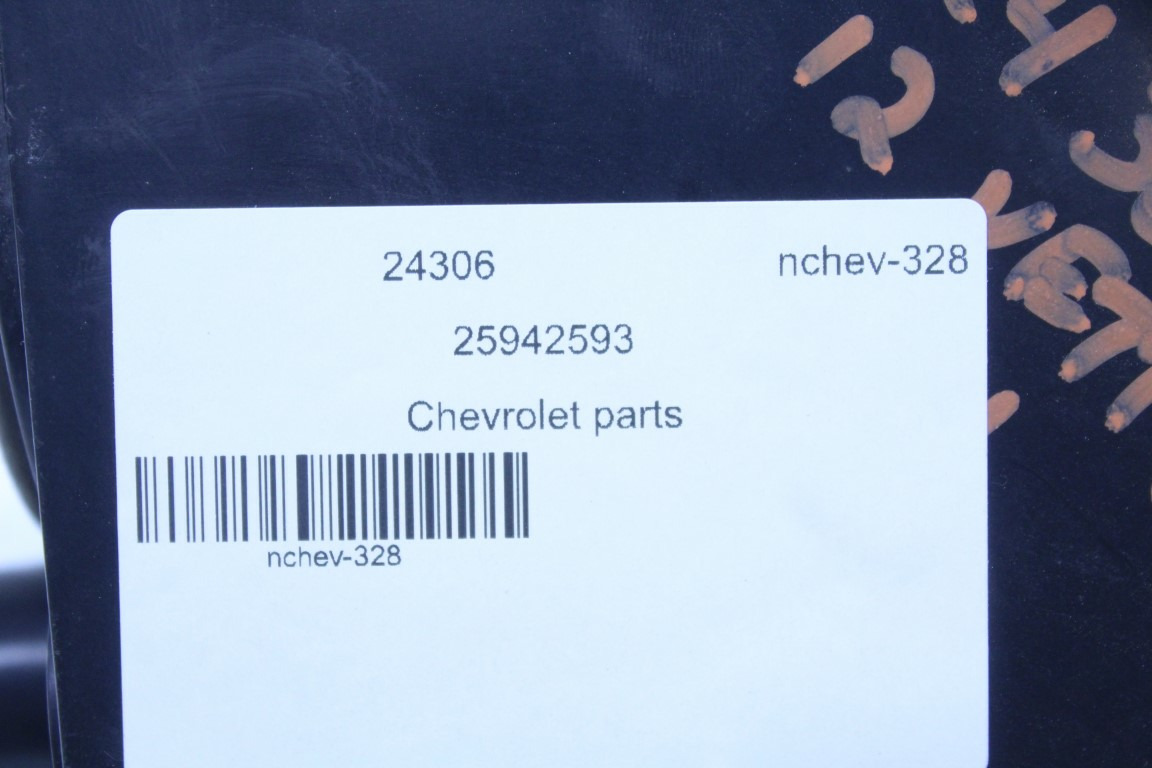 24306 nchev-328
25942593
Chevrolet parts
nchev-328